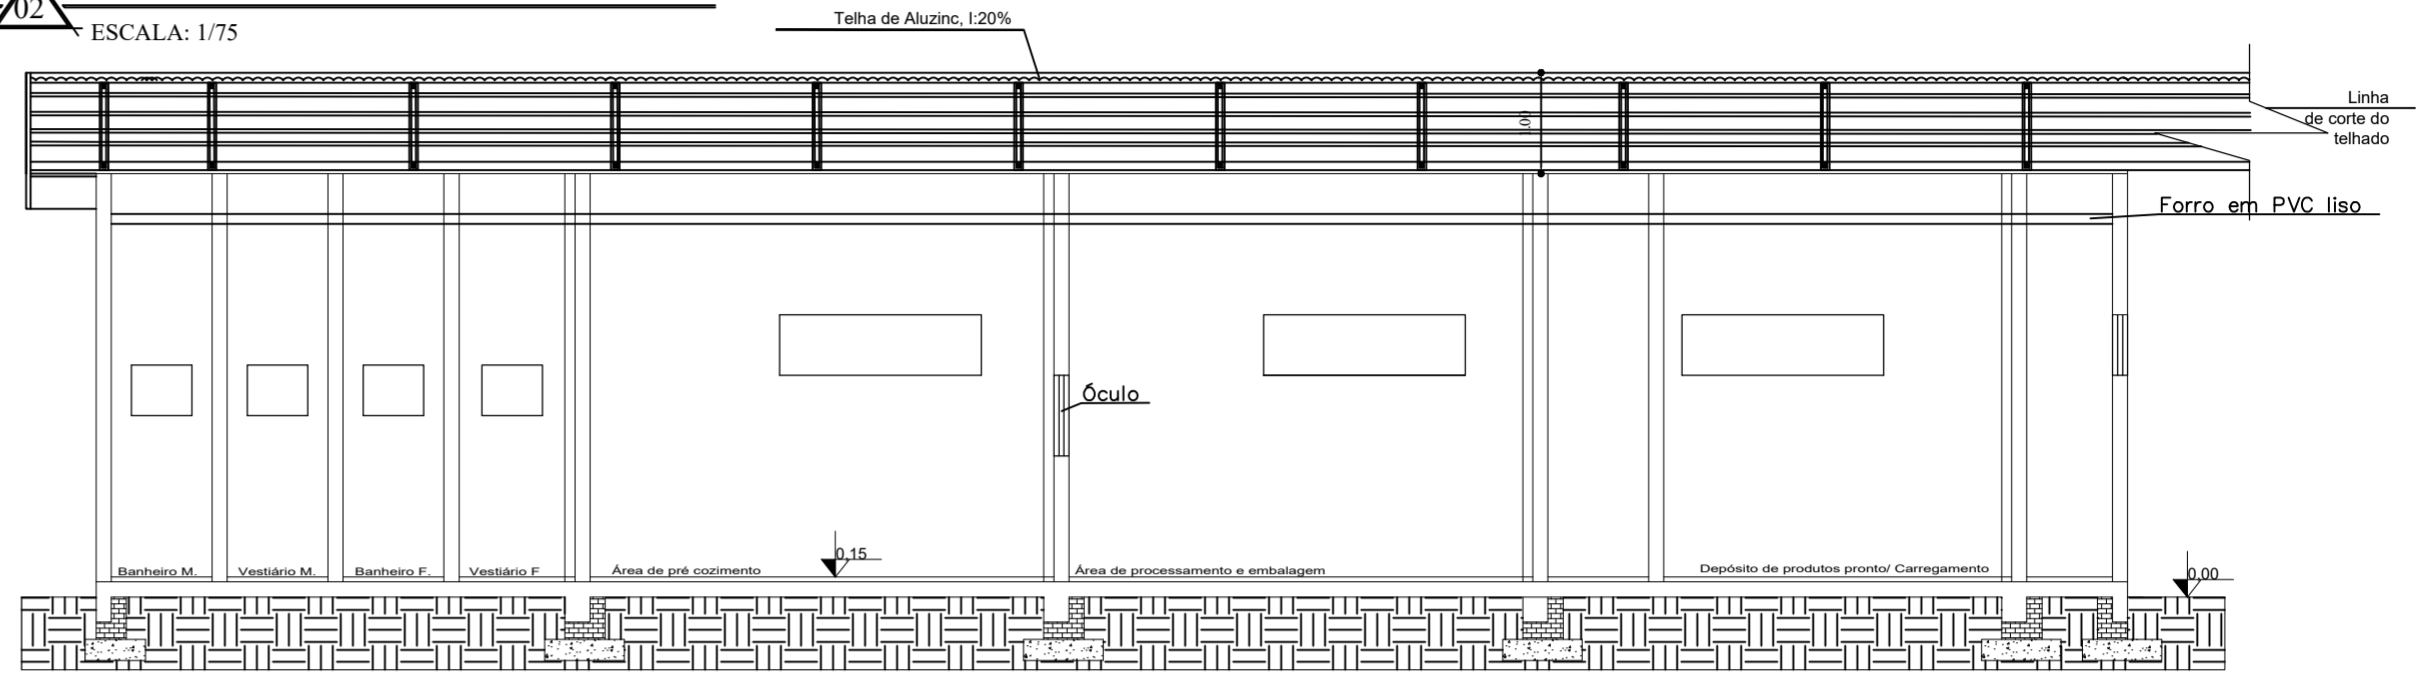 02
ESCALA: 1/75
Telha de Aluzinc, I:20%
1.00
Linha
de corte do
telhado
Forro em PVC liso
Óculo
0,15
Banheiro M.
Vestiário M.
Banheiro F.
Vestiário F
Área de pré cozimento
Área de processamento e embalagem
Depósito de produtos pronto/ Carregamento
0,00